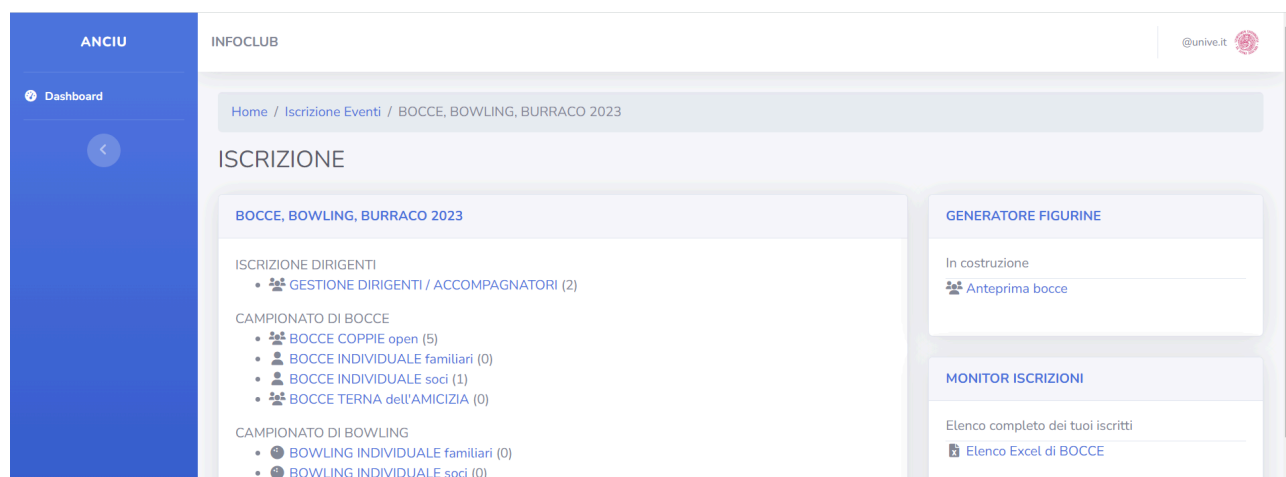 ANCIU
INFOCLUB
@unive.it
Dashboard
Home / Iscrizione Eventi / BOCCE, BOWLING, BURRACO 2023
ISCRIZIONE
BOCCE, BOWLING, BURRACO 2023
ISCRIZIONE DIRIGENTI
GESTIONE DIRIGENTI / ACCOMPAGNATORI (2)
CAMPIONATO DI BOCCE
BOCCE COPPIE open (5)
BOCCE INDIVIDUALE familiari (0)
BOCCE INDIVIDUALE soci (1)
BOCCE TERNA dell'AMICIZIA (0)
CAMPIONATO DI BOWLING
BOWLING INDIVIDUALE familiari (0)
BOWLING INDIVIDUALE soci (0)
GENERATORE FIGURINE
In costruzione
Anteprima bocce
MONITOR ISCRIZIONI
Elenco completo dei tuoi iscritti
Elenco Excel di BOCCE